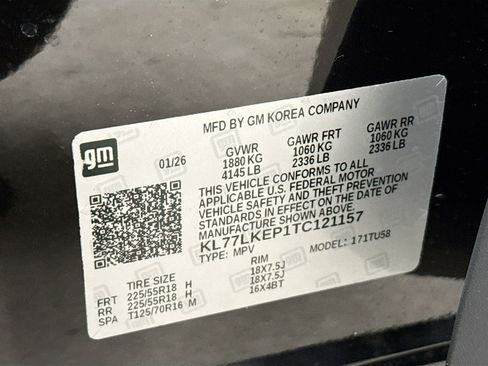 MFD BY GM KOREA COMPANY
gm
01/26
GVWR GAWR FRT GAWR RR
1880 KG 1060 KG 1060 KG
4145 LB 2336 LB 2336 LB
THIS VEHICLE CONFORMS TO ALL
APPLICABLE U.S. FEDERAL MOTOR
VEHICLE SAFETY AND THEFT PREVENTION
STANDARDS IN EFFECT ON THE DATE OF
MANUFACTURE SHOWN ABOVE.
KL77LKEP1TC121157
TYPE: MPV MODEL: 171TU58
TIRE SIZE RIM
FRT 225/55R18 H 18X7.5J
RR 225/55R18 H 18X7.5J
SPA T125/70R16 M 16X4BT